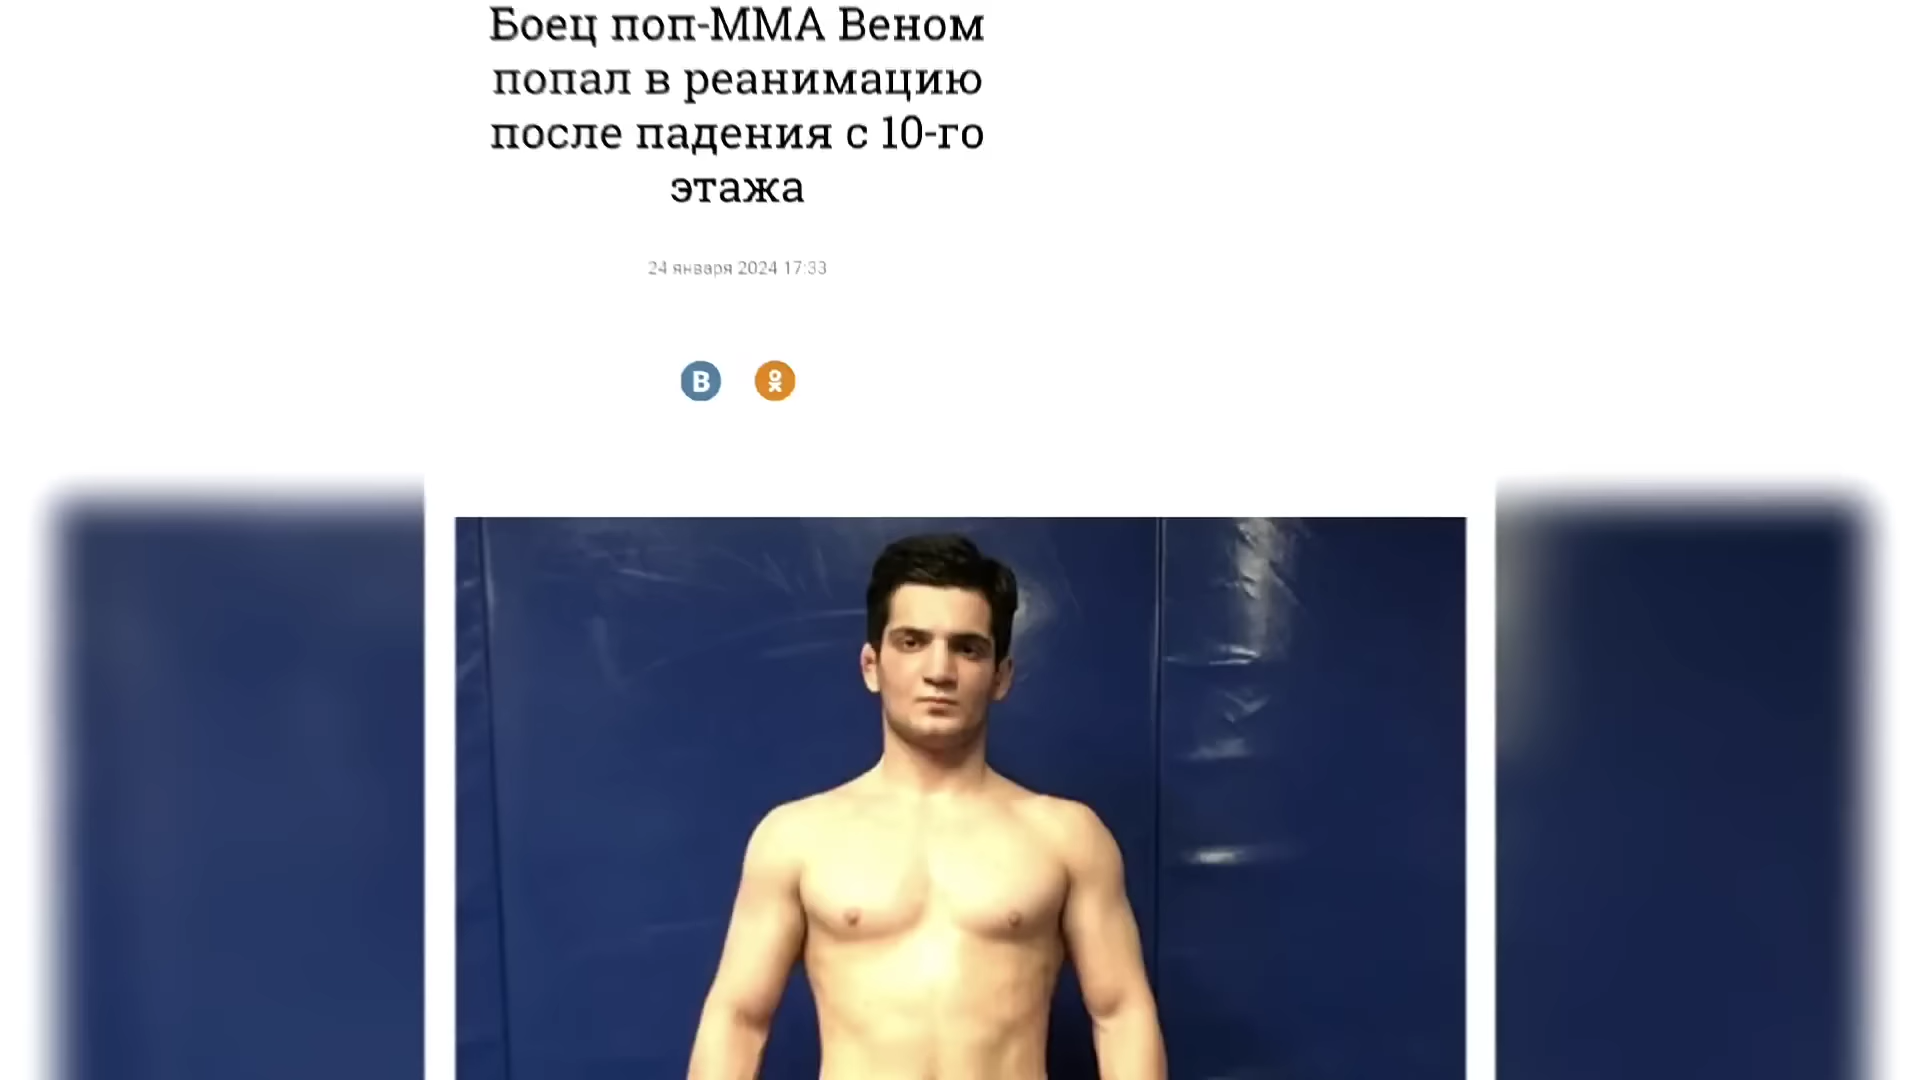 Боец поп-ММА Веном
попал в реанимацию
после падения с 10-го
этажа
24 января 2024 17:33
B